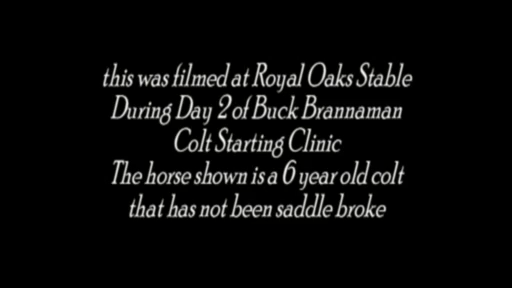 this was filmed at Royal Oaks Stable
During Day 2 of Buck Brannaman
Colt Starting Clinic
The horse shown is a 6 year old colt
that has not been saddle broke